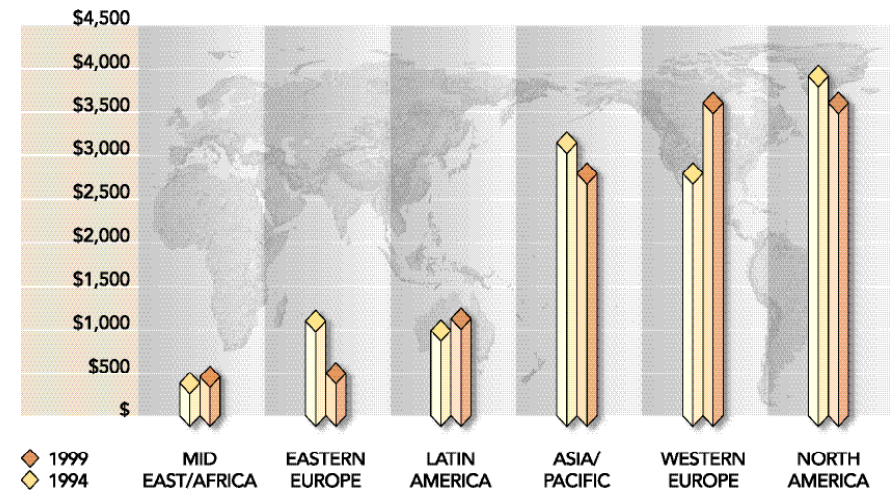 $4,500
$4,000
$3,500
$3,000
$2,500
$2,000
$1,500
$1,000
$500
$
1999
1994
MID
EAST/AFRICA
EASTERN
EUROPE
LATIN
AMERICA
ASIA/
PACIFIC
WESTERN
EUROPE
NORTH
AMERICA